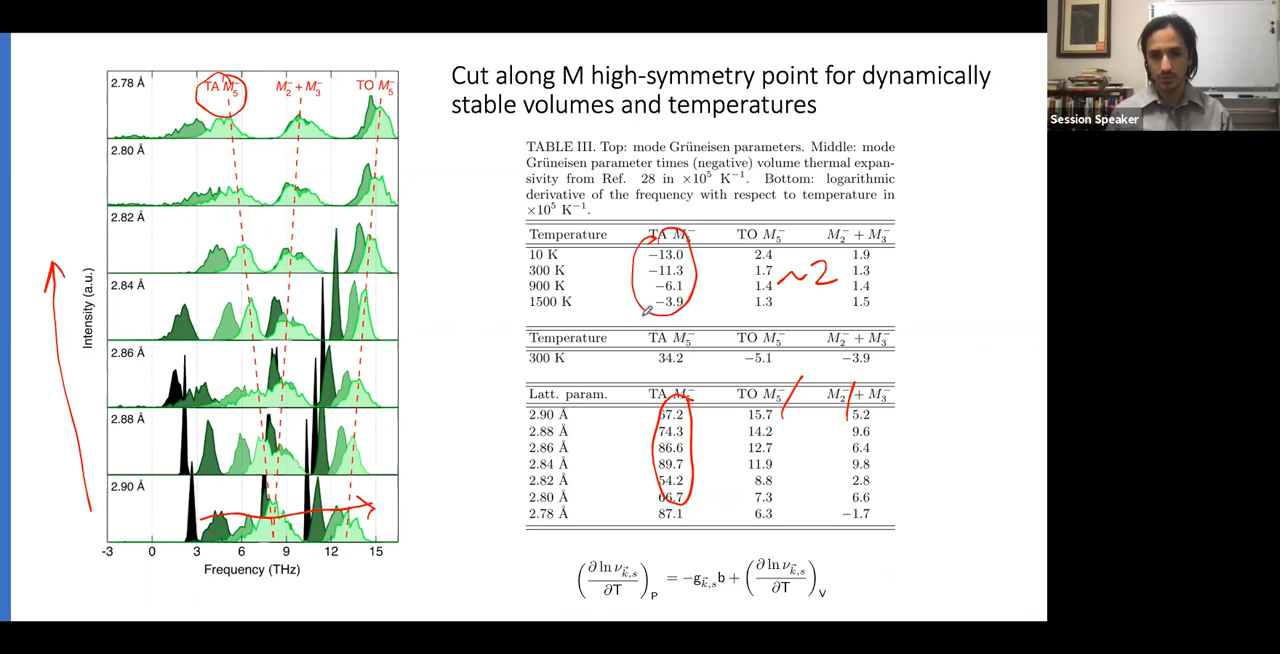 Cut along M high-symmetry point for dynamically
stable volumes and temperatures
2.78 Å
TA M₅⁻
M₂⁻ + M₃⁻
TO M₅⁻
2.80 Å
2.82 Å
2.84 Å
2.86 Å
2.88 Å
2.90 Å
Intensity (a.u.)
-3 0 3 6 9 12 15
Frequency (THz)
TABLE III. Top: mode Grüneisen parameters. Middle: mode
Grüneisen parameter times (negative) volume thermal expan-
sivity from Ref. 28 in ×10⁵ K⁻¹. Bottom: logarithmic
derivative of the frequency with respect to temperature in
×10⁵ K⁻¹.
Temperature TA M₅⁻ TO M₅⁻ M₂⁻ + M₃⁻
10 K −13.0 2.4 1.9
300 K −11.3 1.7 1.3
900 K −6.1 1.4 1.4
1500 K −3.9 1.3 1.5
~2
Temperature TA M₅⁻ TO M₅⁻ M₂⁻ + M₃⁻
300 K 34.2 −5.1 −3.9
Latt. param. TA M₅⁻ TO M₅⁻ M₂⁻ + M₃⁻
2.90 Å 15.7 5.2
2.88 Å 74.3 14.2 9.6
2.86 Å 86.6 12.7 6.4
2.84 Å 89.7 11.9 9.8
2.82 Å 54.2 8.8 2.8
2.80 Å 66.7 7.3 6.6
2.78 Å 87.1 6.3 −1.7
(∂ ln ν_{k⃗,s} / ∂T)_P = −g_{k⃗,s} b + (∂ ln ν_{k⃗,s} / ∂T)_V
Session Speaker